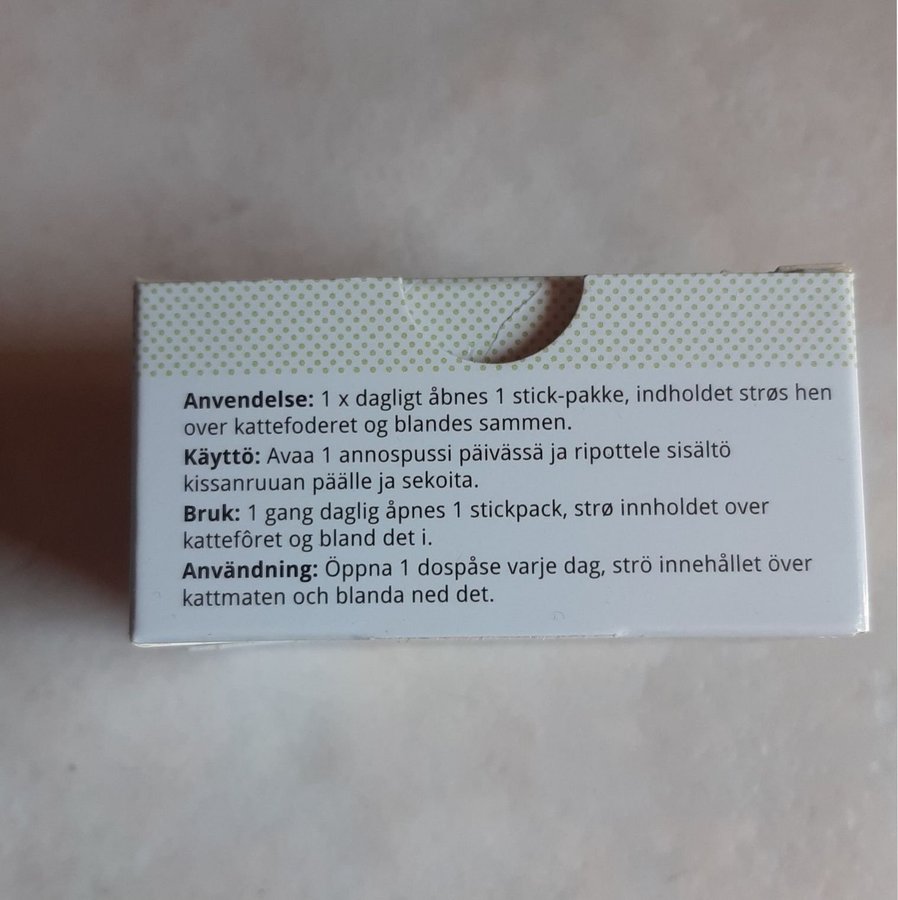 Anvendelse: 1 x dagligt åbnes 1 stick-pakke, indholdet strøs hen
over kattefoderet og blandes sammen.
Käyttö: Avaa 1 annospussi päivässä ja ripottele sisältö
kissanruuan päälle ja sekoita.
Bruk: 1 gang daglig åpnes 1 stickpack, strø innholdet over
kattefôret og bland det i.
Användning: Öppna 1 dospåse varje dag, strö innehållet över
kattmaten och blanda ned det.